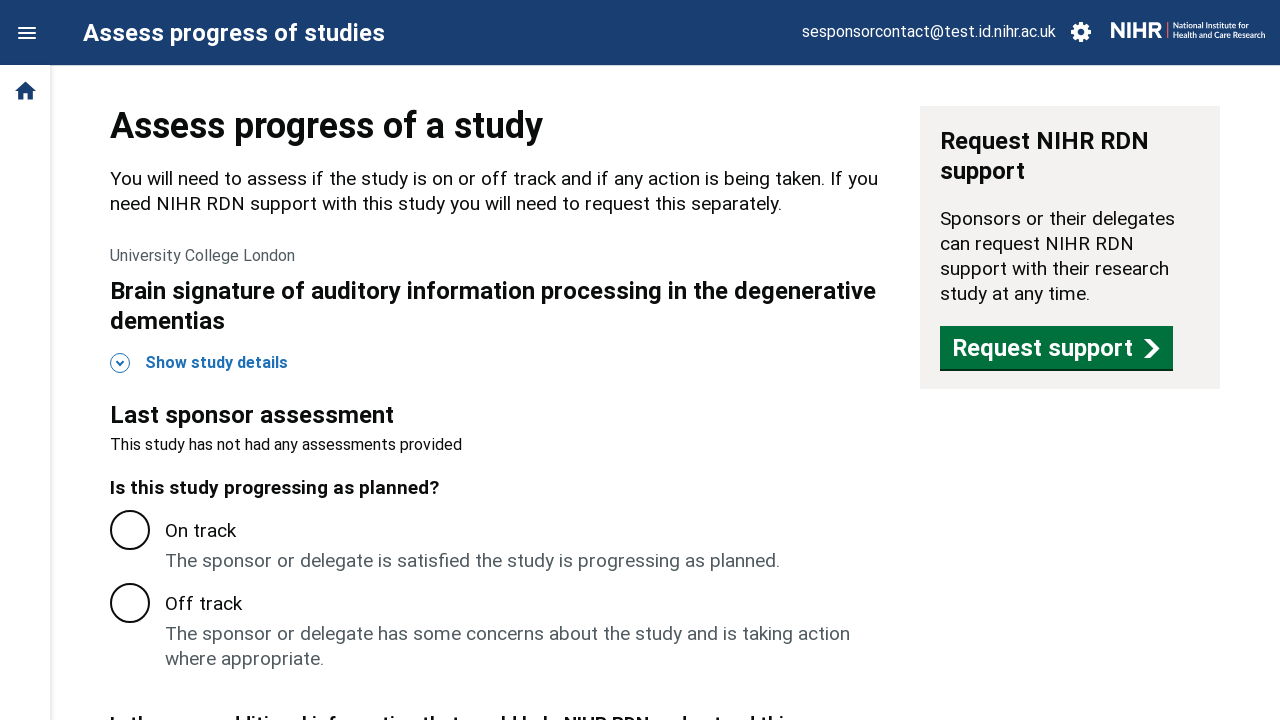 Assess progress of studies
sesponsorcontact@test.id.nihr.ac.uk
NIHR | National Institute for
Health and Care Research
Assess progress of a study
You will need to assess if the study is on or off track and if any action is being taken. If you
need NIHR RDN support with this study you will need to request this separately.
University College London
Brain signature of auditory information processing in the degenerative
dementias
Show study details
Last sponsor assessment
This study has not had any assessments provided
Is this study progressing as planned?
On track
The sponsor or delegate is satisfied the study is progressing as planned.
Off track
The sponsor or delegate has some concerns about the study and is taking action
where appropriate.
Request NIHR RDN
support
Sponsors or their delegates
can request NIHR RDN
support with their research
study at any time.
Request support